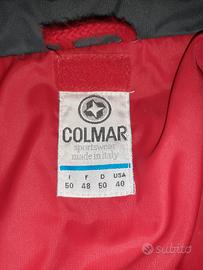 COLMAR
sportswear
made in italy
I F D USA
50 48 50 40
subito